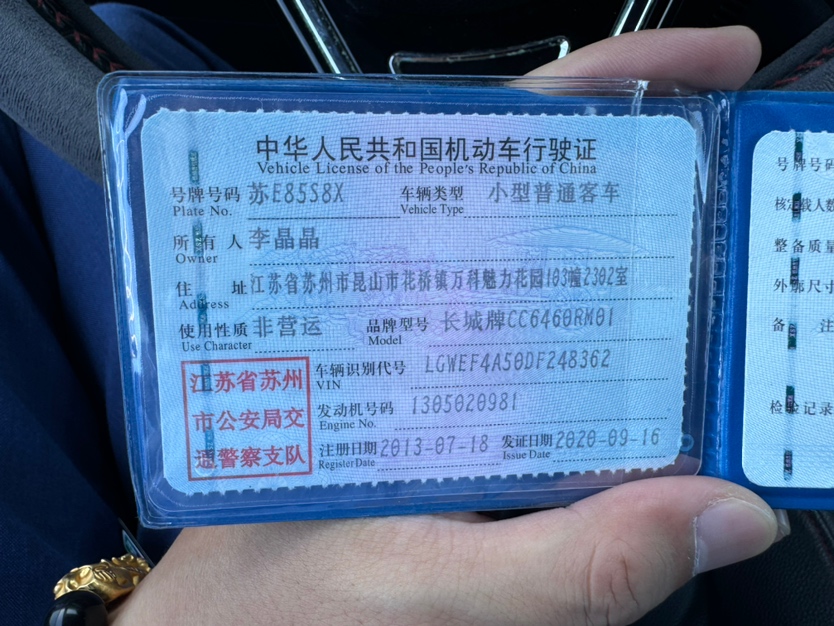 中华人民共和国机动车行驶证
Vehicle License of the People's Republic of China
号牌号码 苏E85S8X 车辆类型 小型普通客车
Plate No. Vehicle Type
所有人 李晶晶
Owner
住址 江苏省苏州市昆山市花桥镇万科魅力花园103幢2302室
Address
使用性质 非营运 品牌型号 长城牌CC6460RM01
Use Character Model
车辆识别代号 LGWEF4A50DF248362
VIN
发动机号码 1305020981
Engine No.
注册日期 2013-07-18 发证日期 2020-09-16
Register Date Issue Date
江苏省苏州
市公安局交
通警察支队
号牌号码
核定载人数
整备质量
外廓尺寸
备 注
检验记录